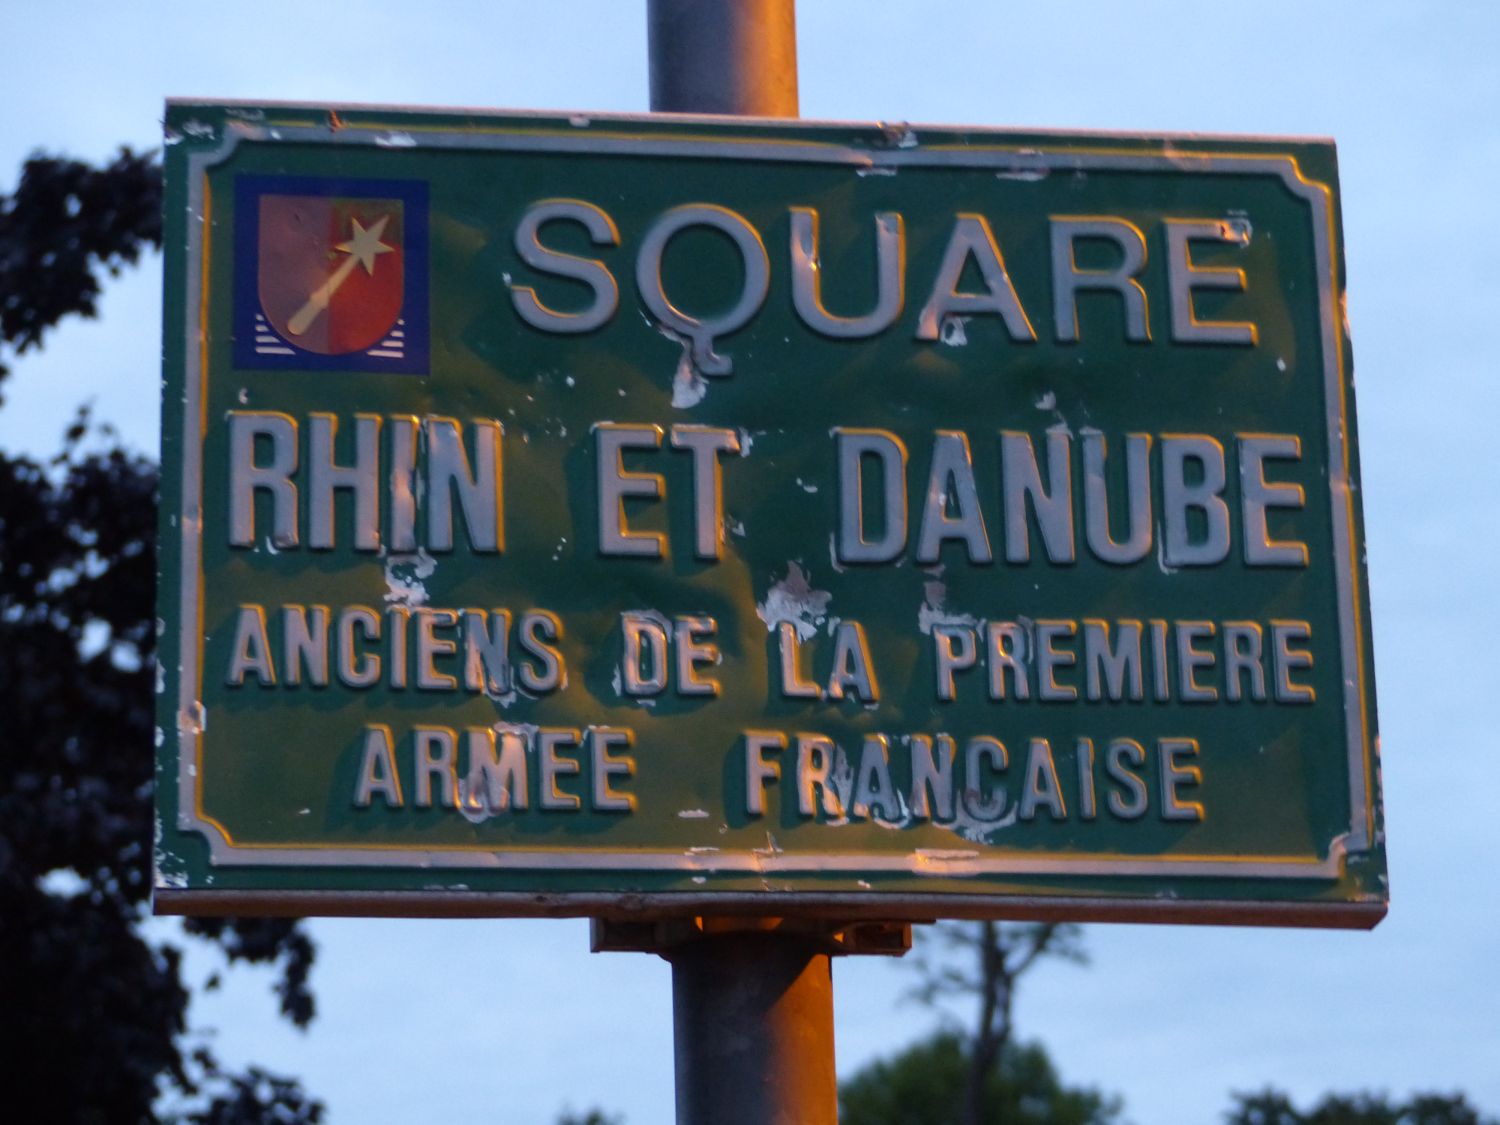 SQUARE
RHIN ET DANUBE
ANCIENS DE LA PREMIERE
ARMEE FRANCAISE